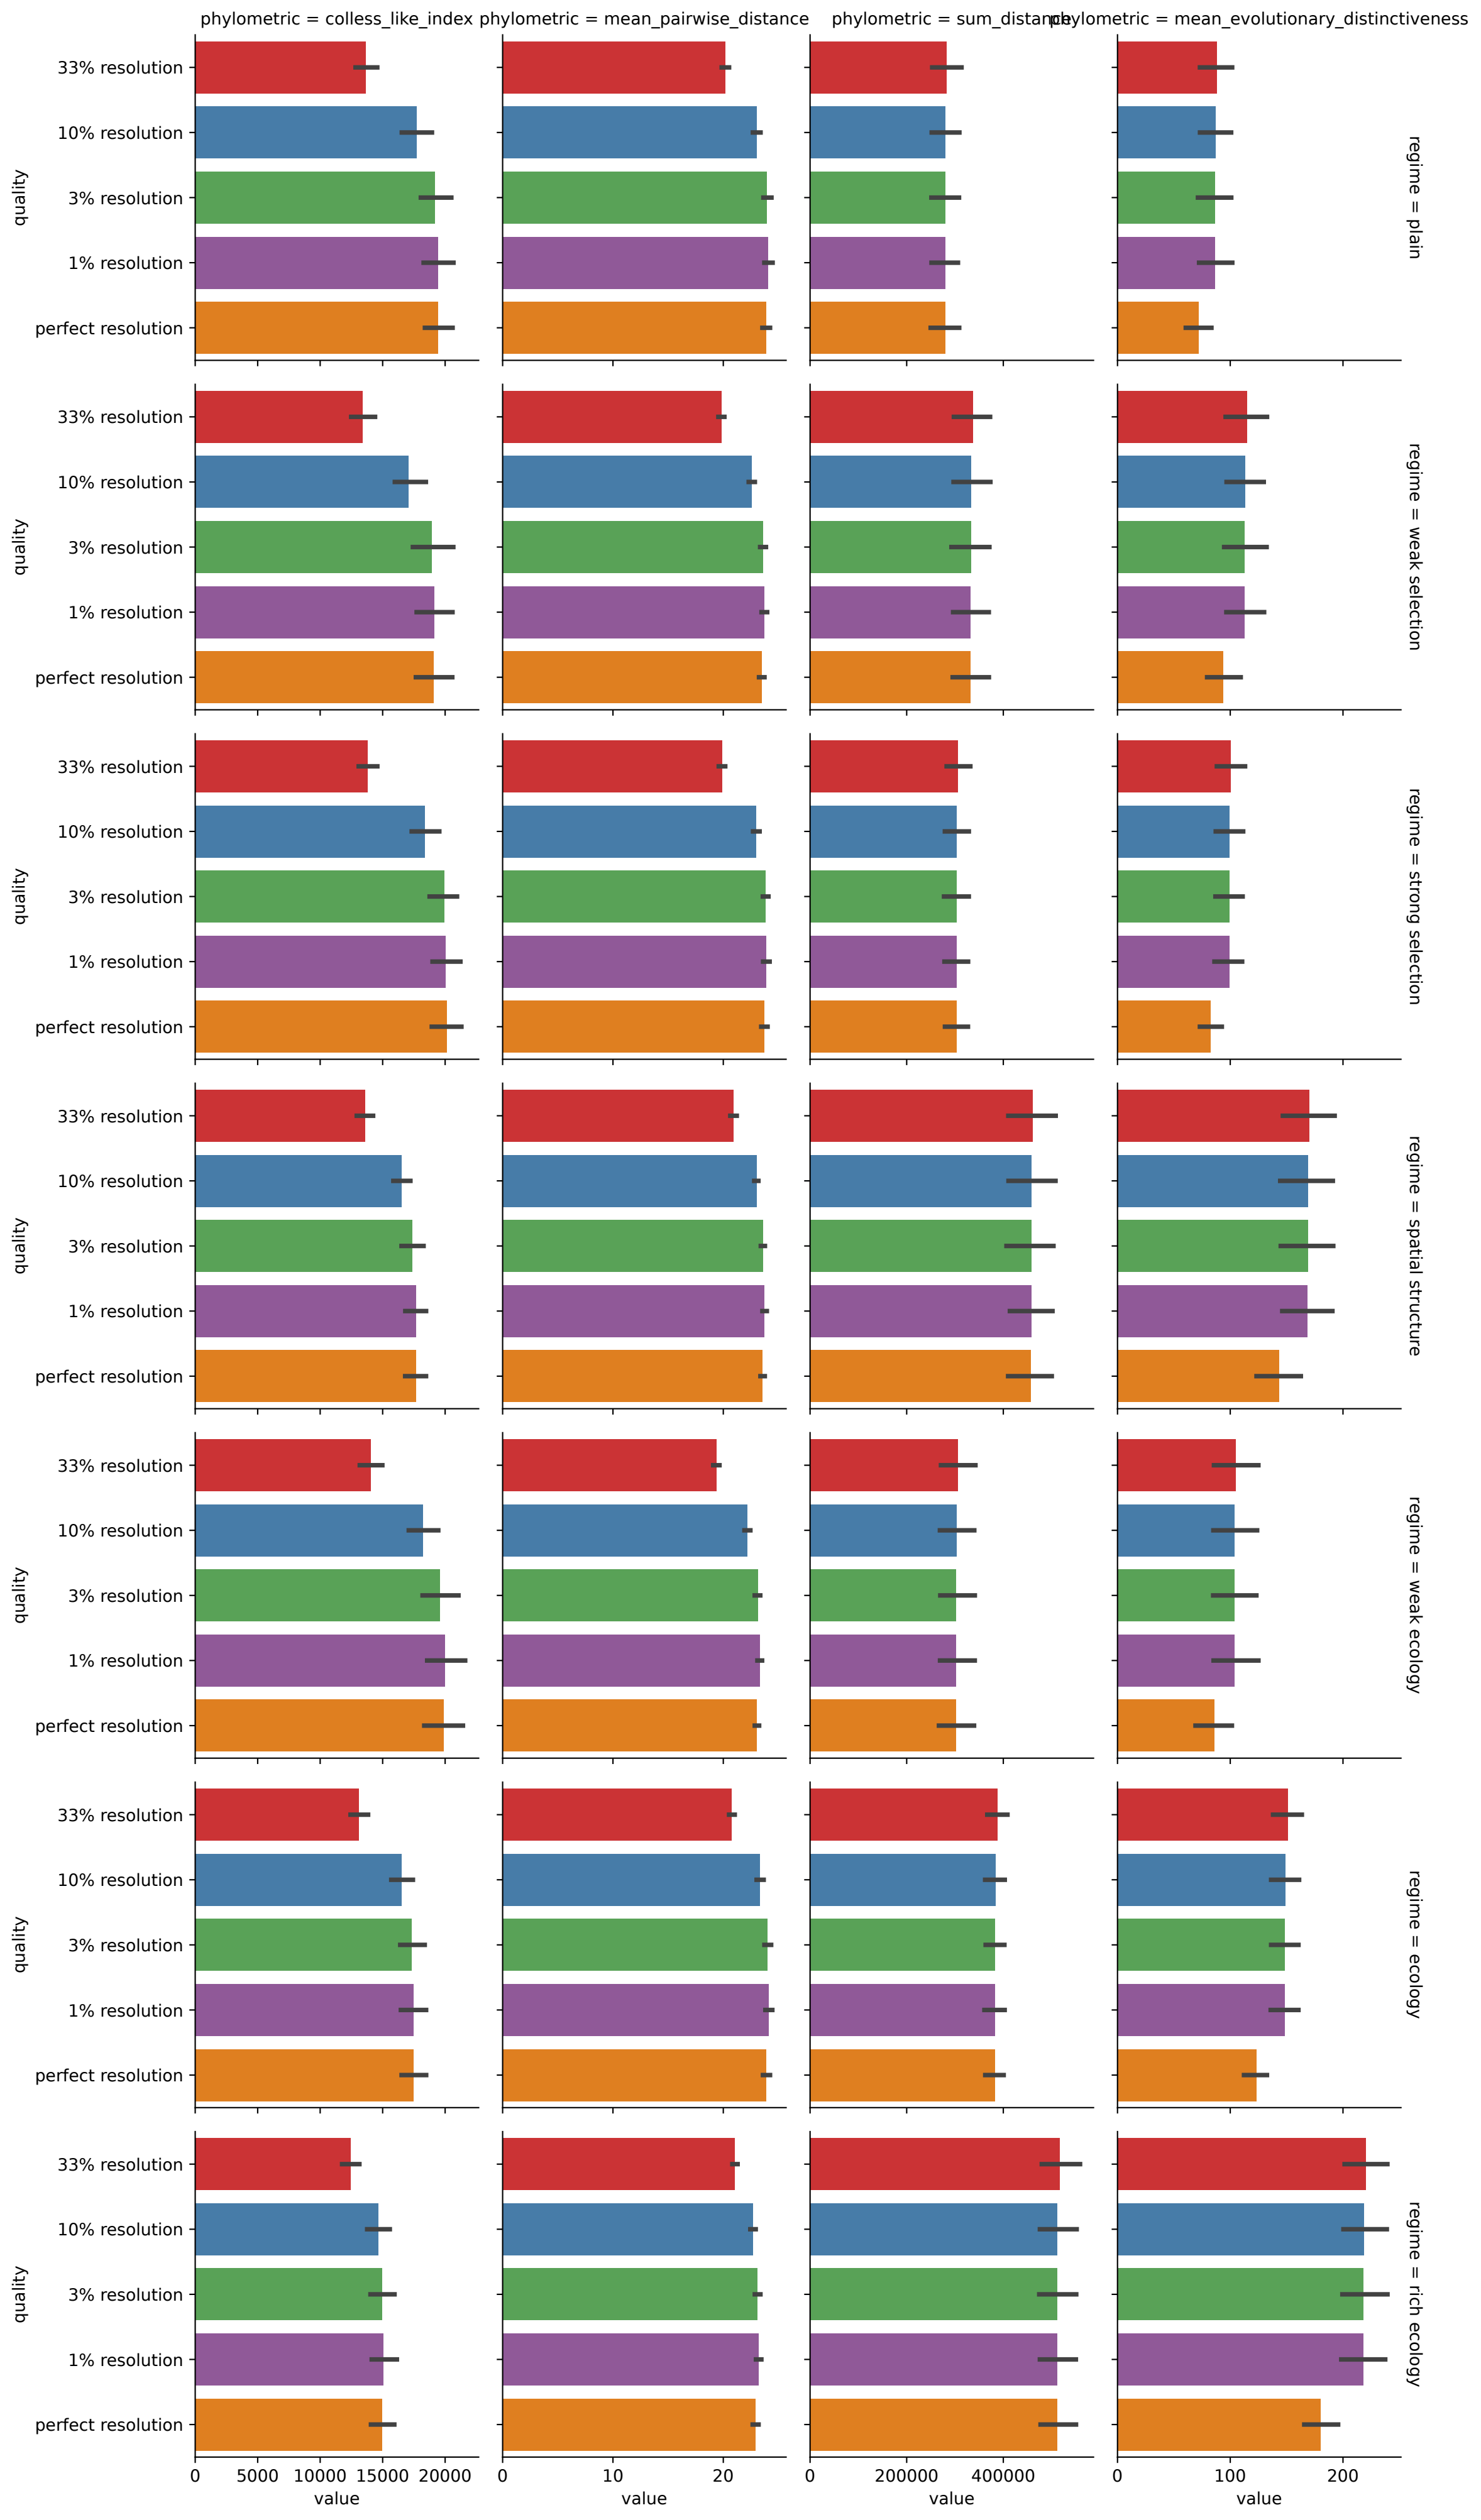 phylometric = colless_like_index
phylometric = mean_pairwise_distance
phylometric = sum_distance
phylometric = mean_evolutionary_distinctiveness
quality
33% resolution
10% resolution
3% resolution
1% resolution
perfect resolution
regime = plain
quality
33% resolution
10% resolution
3% resolution
1% resolution
perfect resolution
regime = weak selection
quality
33% resolution
10% resolution
3% resolution
1% resolution
perfect resolution
regime = strong selection
quality
33% resolution
10% resolution
3% resolution
1% resolution
perfect resolution
regime = spatial structure
quality
33% resolution
10% resolution
3% resolution
1% resolution
perfect resolution
regime = weak ecology
quality
33% resolution
10% resolution
3% resolution
1% resolution
perfect resolution
regime = ecology
quality
33% resolution
10% resolution
3% resolution
1% resolution
perfect resolution
regime = rich ecology
0 5000 10000 15000 20000
value
0 10 20
value
0 200000 400000
value
0 100 200
value